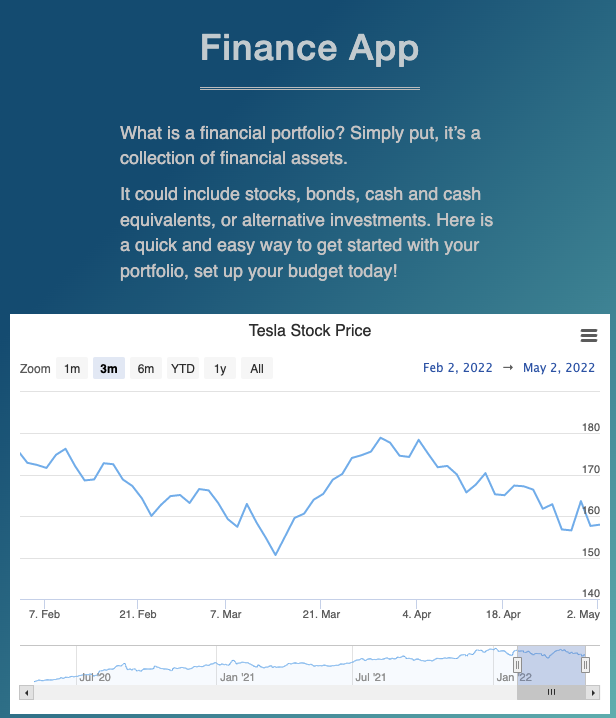 Finance App
What is a financial portfolio? Simply put, it’s a
collection of financial assets.
It could include stocks, bonds, cash and cash
equivalents, or alternative investments. Here is
a quick and easy way to get started with your
portfolio, set up your budget today!
Tesla Stock Price
Zoom 1m 3m 6m YTD 1y All Feb 2, 2022 → May 2, 2022
180
170
160
150
140
7. Feb 21. Feb 7. Mar 21. Mar 4. Apr 18. Apr 2. May
Jul '20 Jan '21 Jul '21 Jan '22